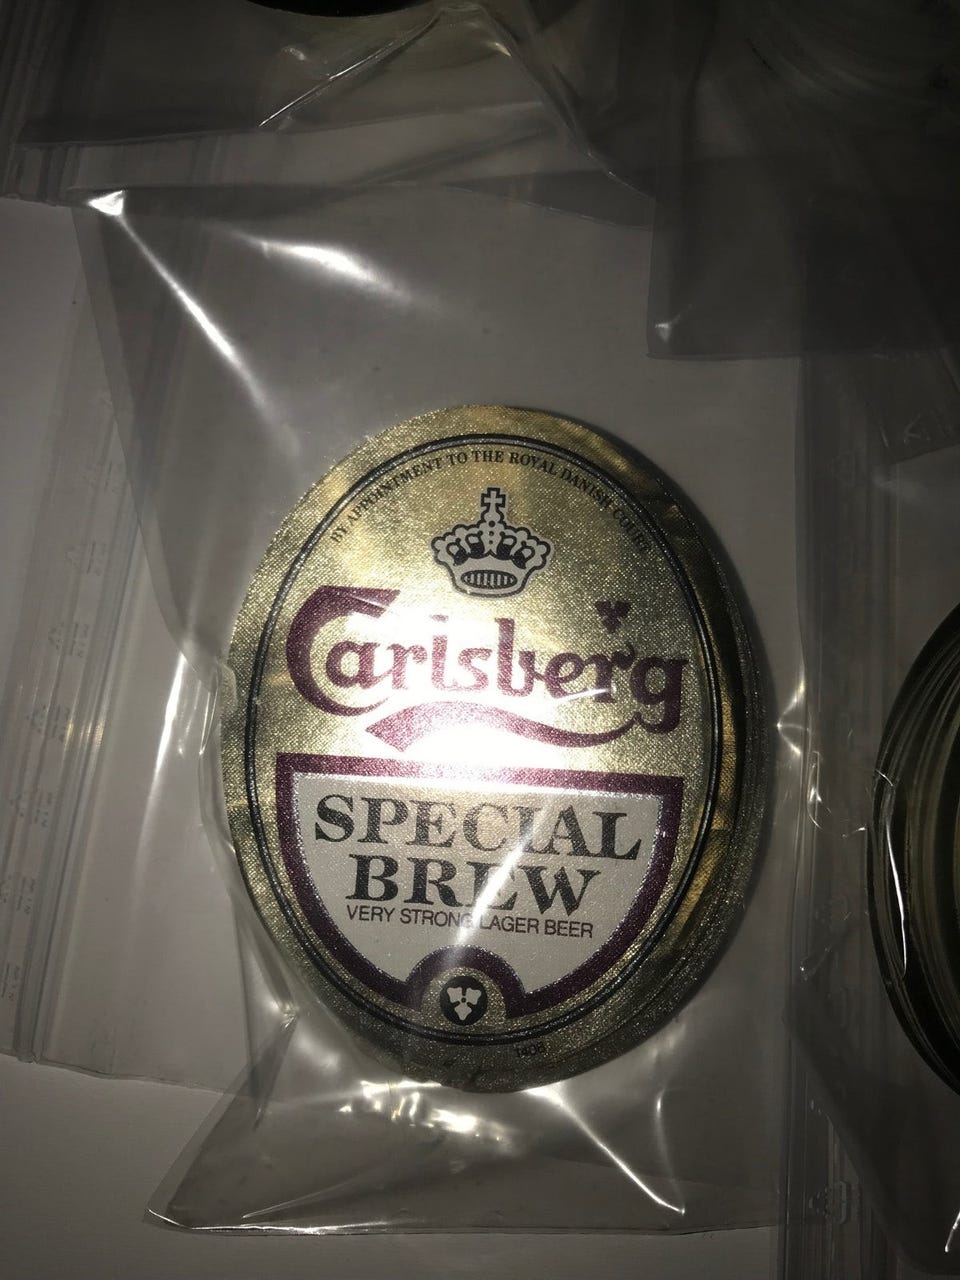 BY APPOINTMENT TO THE ROYAL DANISH COURT
Carlsberg
SPECIAL
BREW
VERY STRONG LAGER BEER